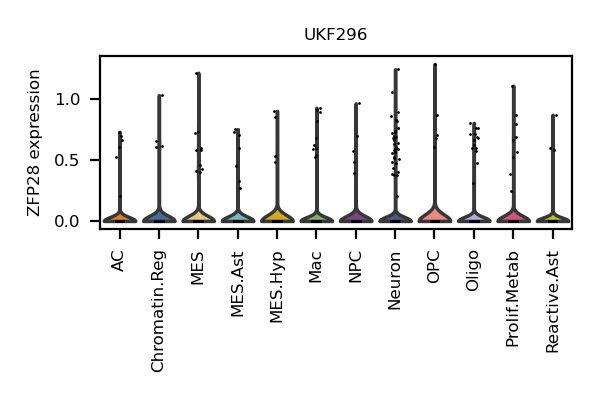 UKF296
ZFP28 expression
1.0
0.5
0.0
AC
Chromatin.Reg
MES
MES.Ast
MES.Hyp
Mac
NPC
Neuron
OPC
Oligo
Prolif.Metab
Reactive.Ast